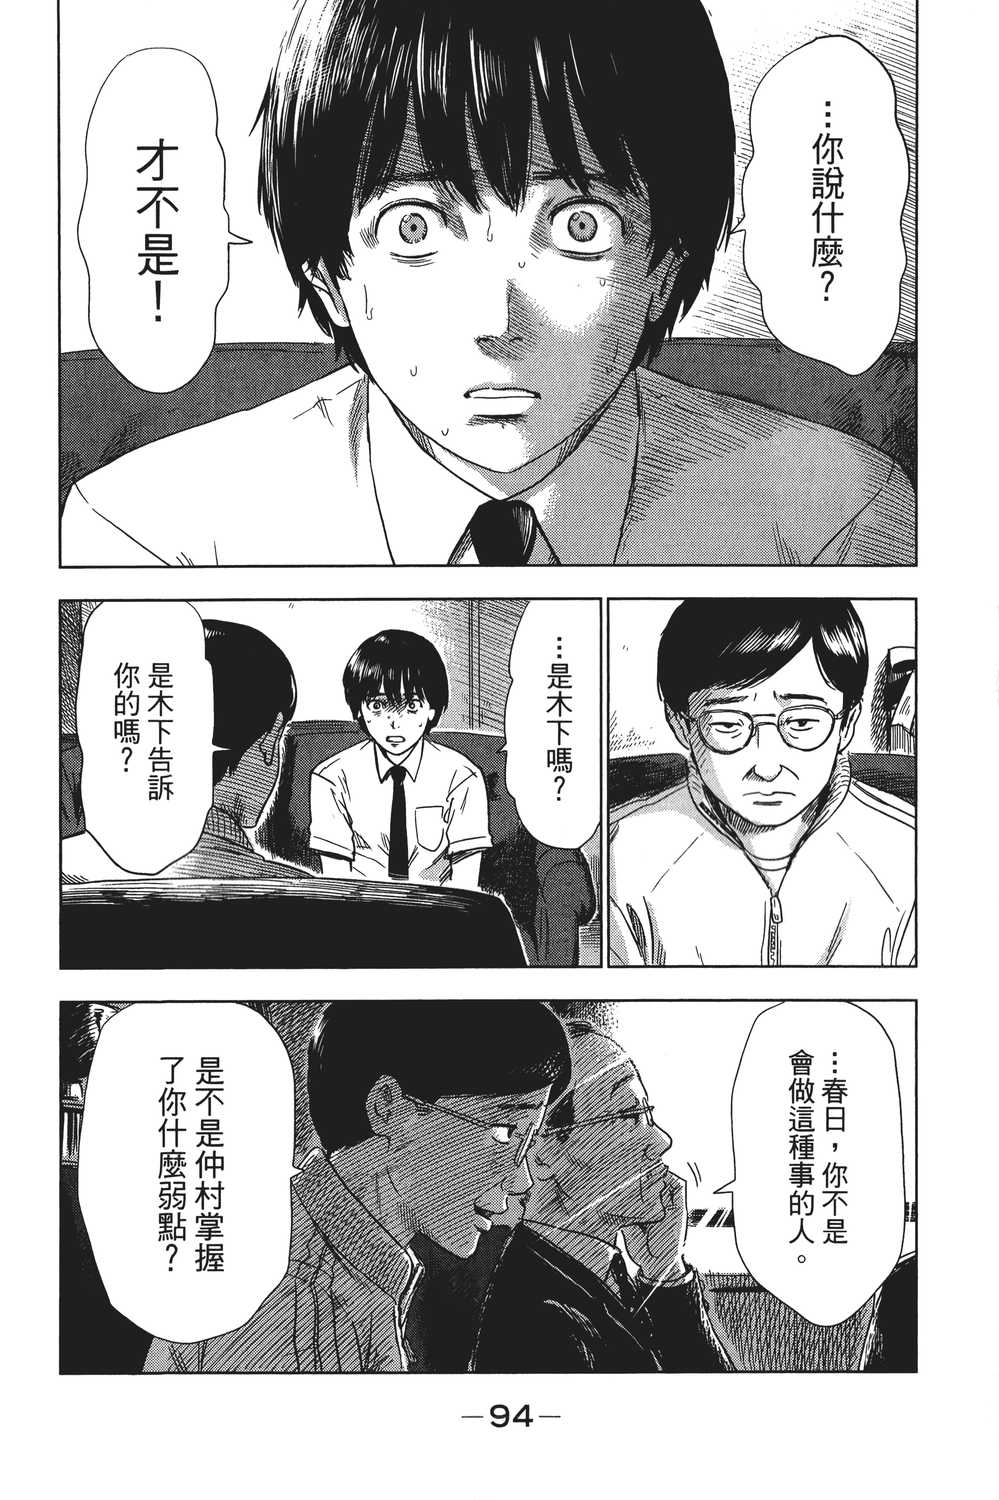 …你說什麼？
才不是！
…是木下嗎？
是木下告訴
你的嗎？
…春日，你不是
會做這種事的人。
是不是仲村掌握
了你什麼弱點？
—94—